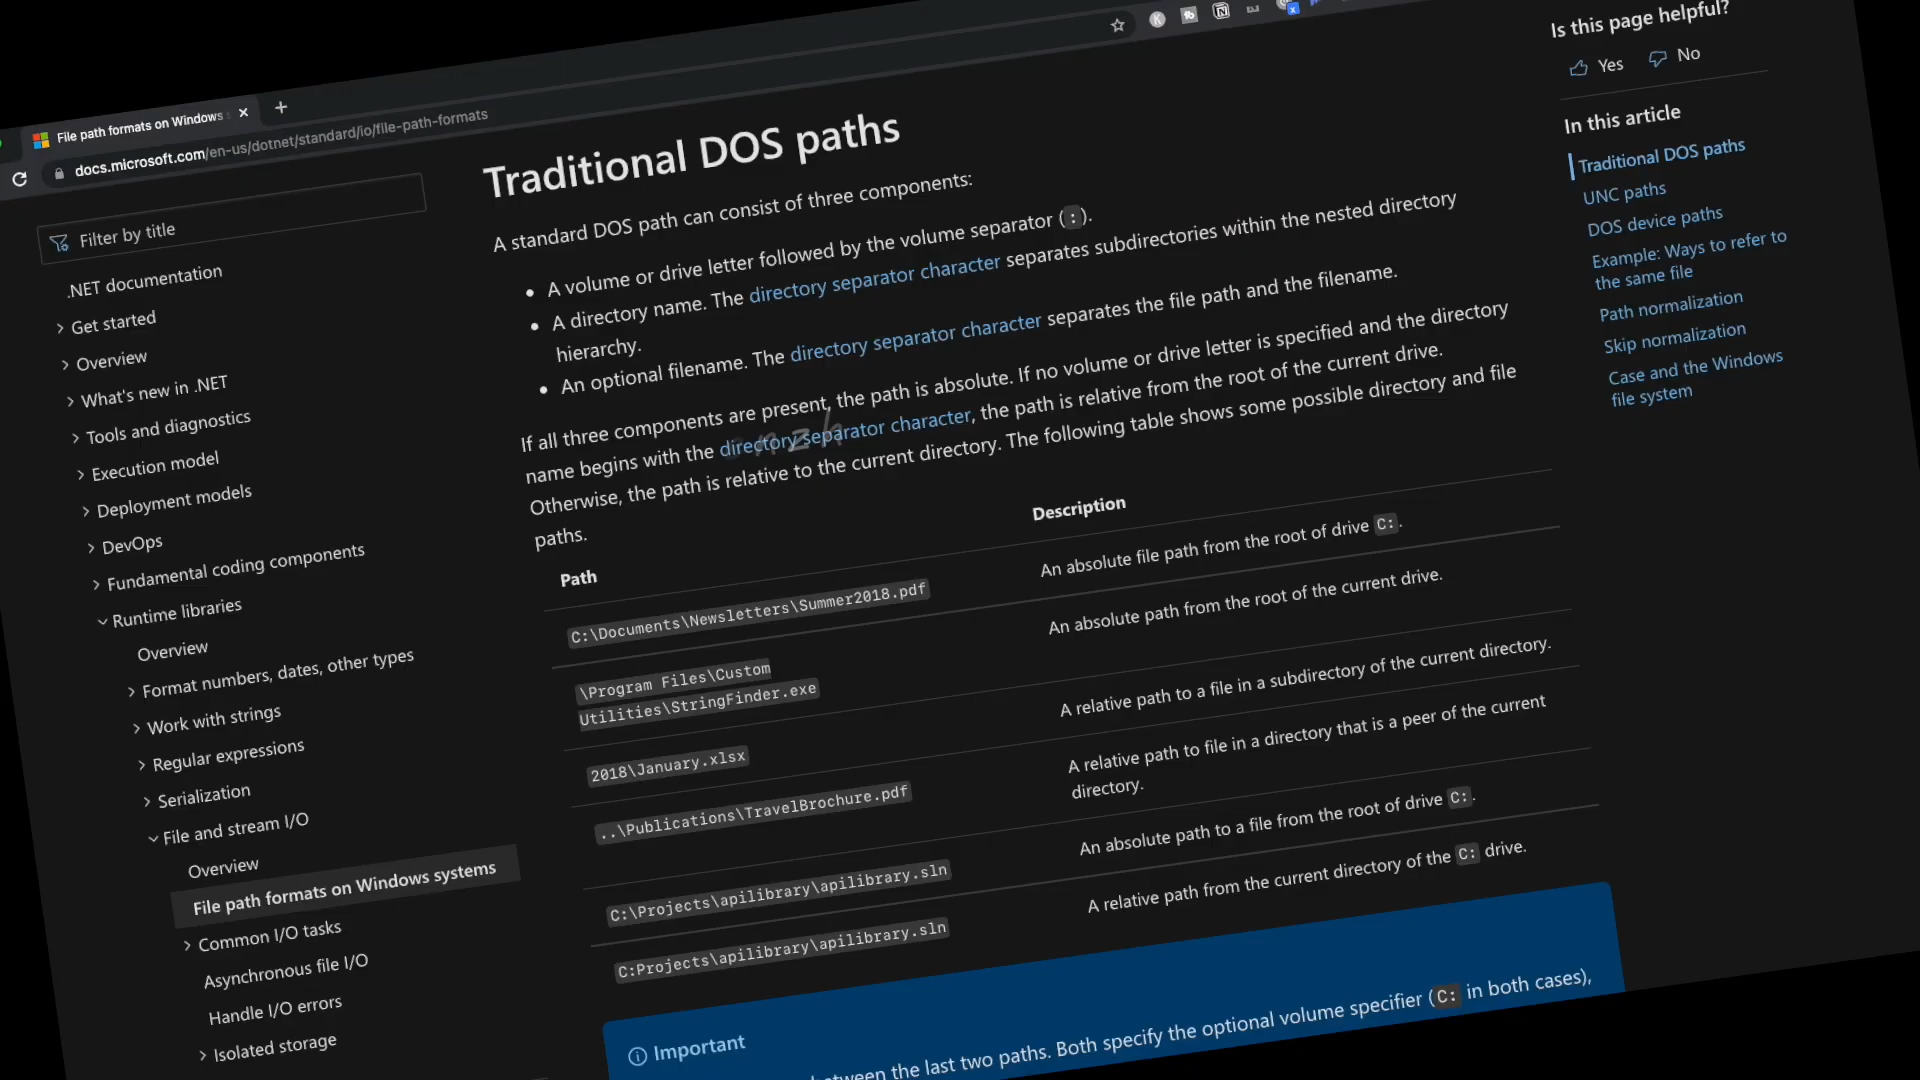 File path formats on Windows
docs.microsoft.com/en-us/dotnet/standard/io/file-path-formats
Filter by title
.NET documentation
Get started
Overview
What's new in .NET
Tools and diagnostics
Execution model
Deployment models
DevOps
Fundamental coding components
Runtime libraries
Overview
Format numbers, dates, other types
Work with strings
Regular expressions
Serialization
File and stream I/O
Overview
File path formats on Windows systems
Common I/O tasks
Asynchronous file I/O
Handle I/O errors
Isolated storage
Traditional DOS paths
A standard DOS path can consist of three components:
• A volume or drive letter followed by the volume separator (:).
• A directory name. The directory separator character separates subdirectories within the nested directory
hierarchy.
• An optional filename. The directory separator character separates the file path and the filename.
If all three components are present, the path is absolute. If no volume or drive letter is specified and the directory
name begins with the directory separator character, the path is relative from the root of the current drive.
Otherwise, the path is relative to the current directory. The following table shows some possible directory and file
paths.
Path Description
C:\Documents\Newsletters\Summer2018.pdf An absolute file path from the root of drive C:.
\Program Files\Custom An absolute path from the root of the current drive.
Utilities\StringFinder.exe
2018\January.xlsx A relative path to a file in a subdirectory of the current directory.
..\Publications\TravelBrochure.pdf A relative path to file in a directory that is a peer of the current
directory.
C:\Projects\apilibrary\apilibrary.sln An absolute path to a file from the root of drive C:.
C:Projects\apilibrary\apilibrary.sln A relative path from the current directory of the C: drive.
Important
between the last two paths. Both specify the optional volume specifier (C: in both cases),
Is this page helpful?
Yes No
In this article
Traditional DOS paths
UNC paths
DOS device paths
Example: Ways to refer to
the same file
Path normalization
Skip normalization
Case and the Windows
file system